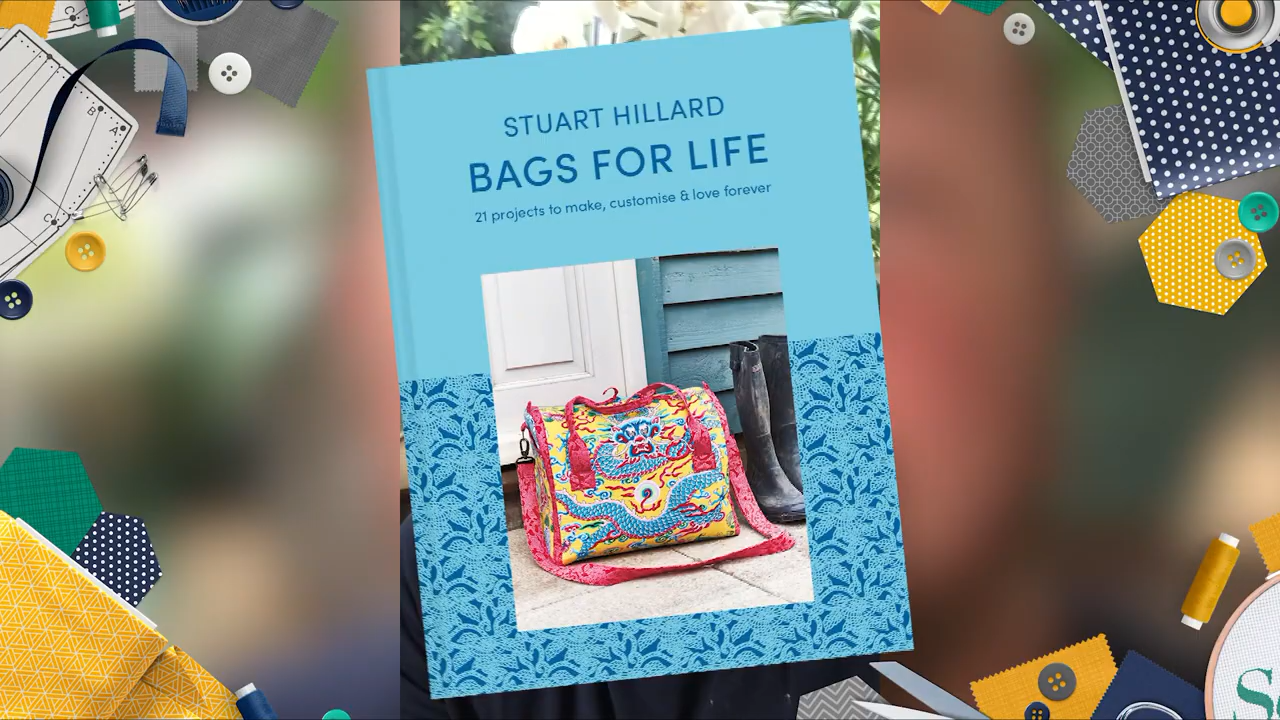 STUART HILLARD
BAGS FOR LIFE
21 projects to make, customise & love forever
C
B
A
C
S